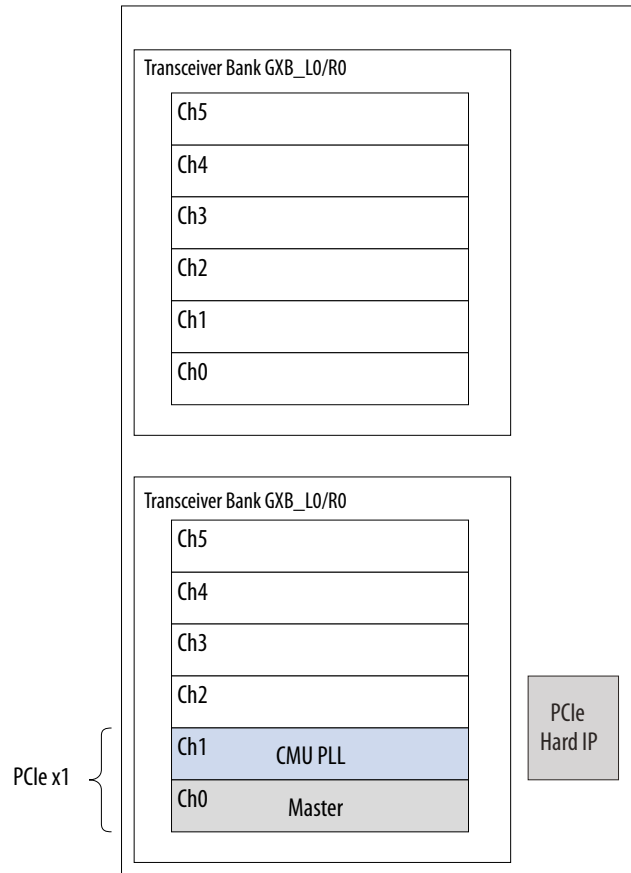 Transceiver Bank GXB_L0/R0
Ch5
Ch4
Ch3
Ch2
Ch1
Ch0
Transceiver Bank GXB_L0/R0
Ch5
Ch4
Ch3
Ch2
Ch1 CMU PLL
Ch0 Master
PCIe x1
PCIe
Hard IP